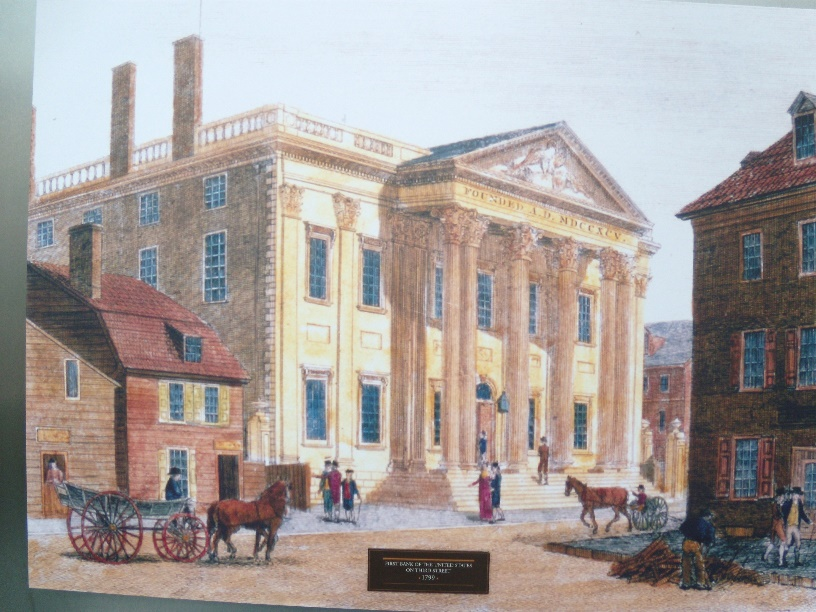 FOUNDED A.D. MDCCXCV.
FIRST BANK OF THE UNITED STATES
ON THIRD STREET
- 1799 -